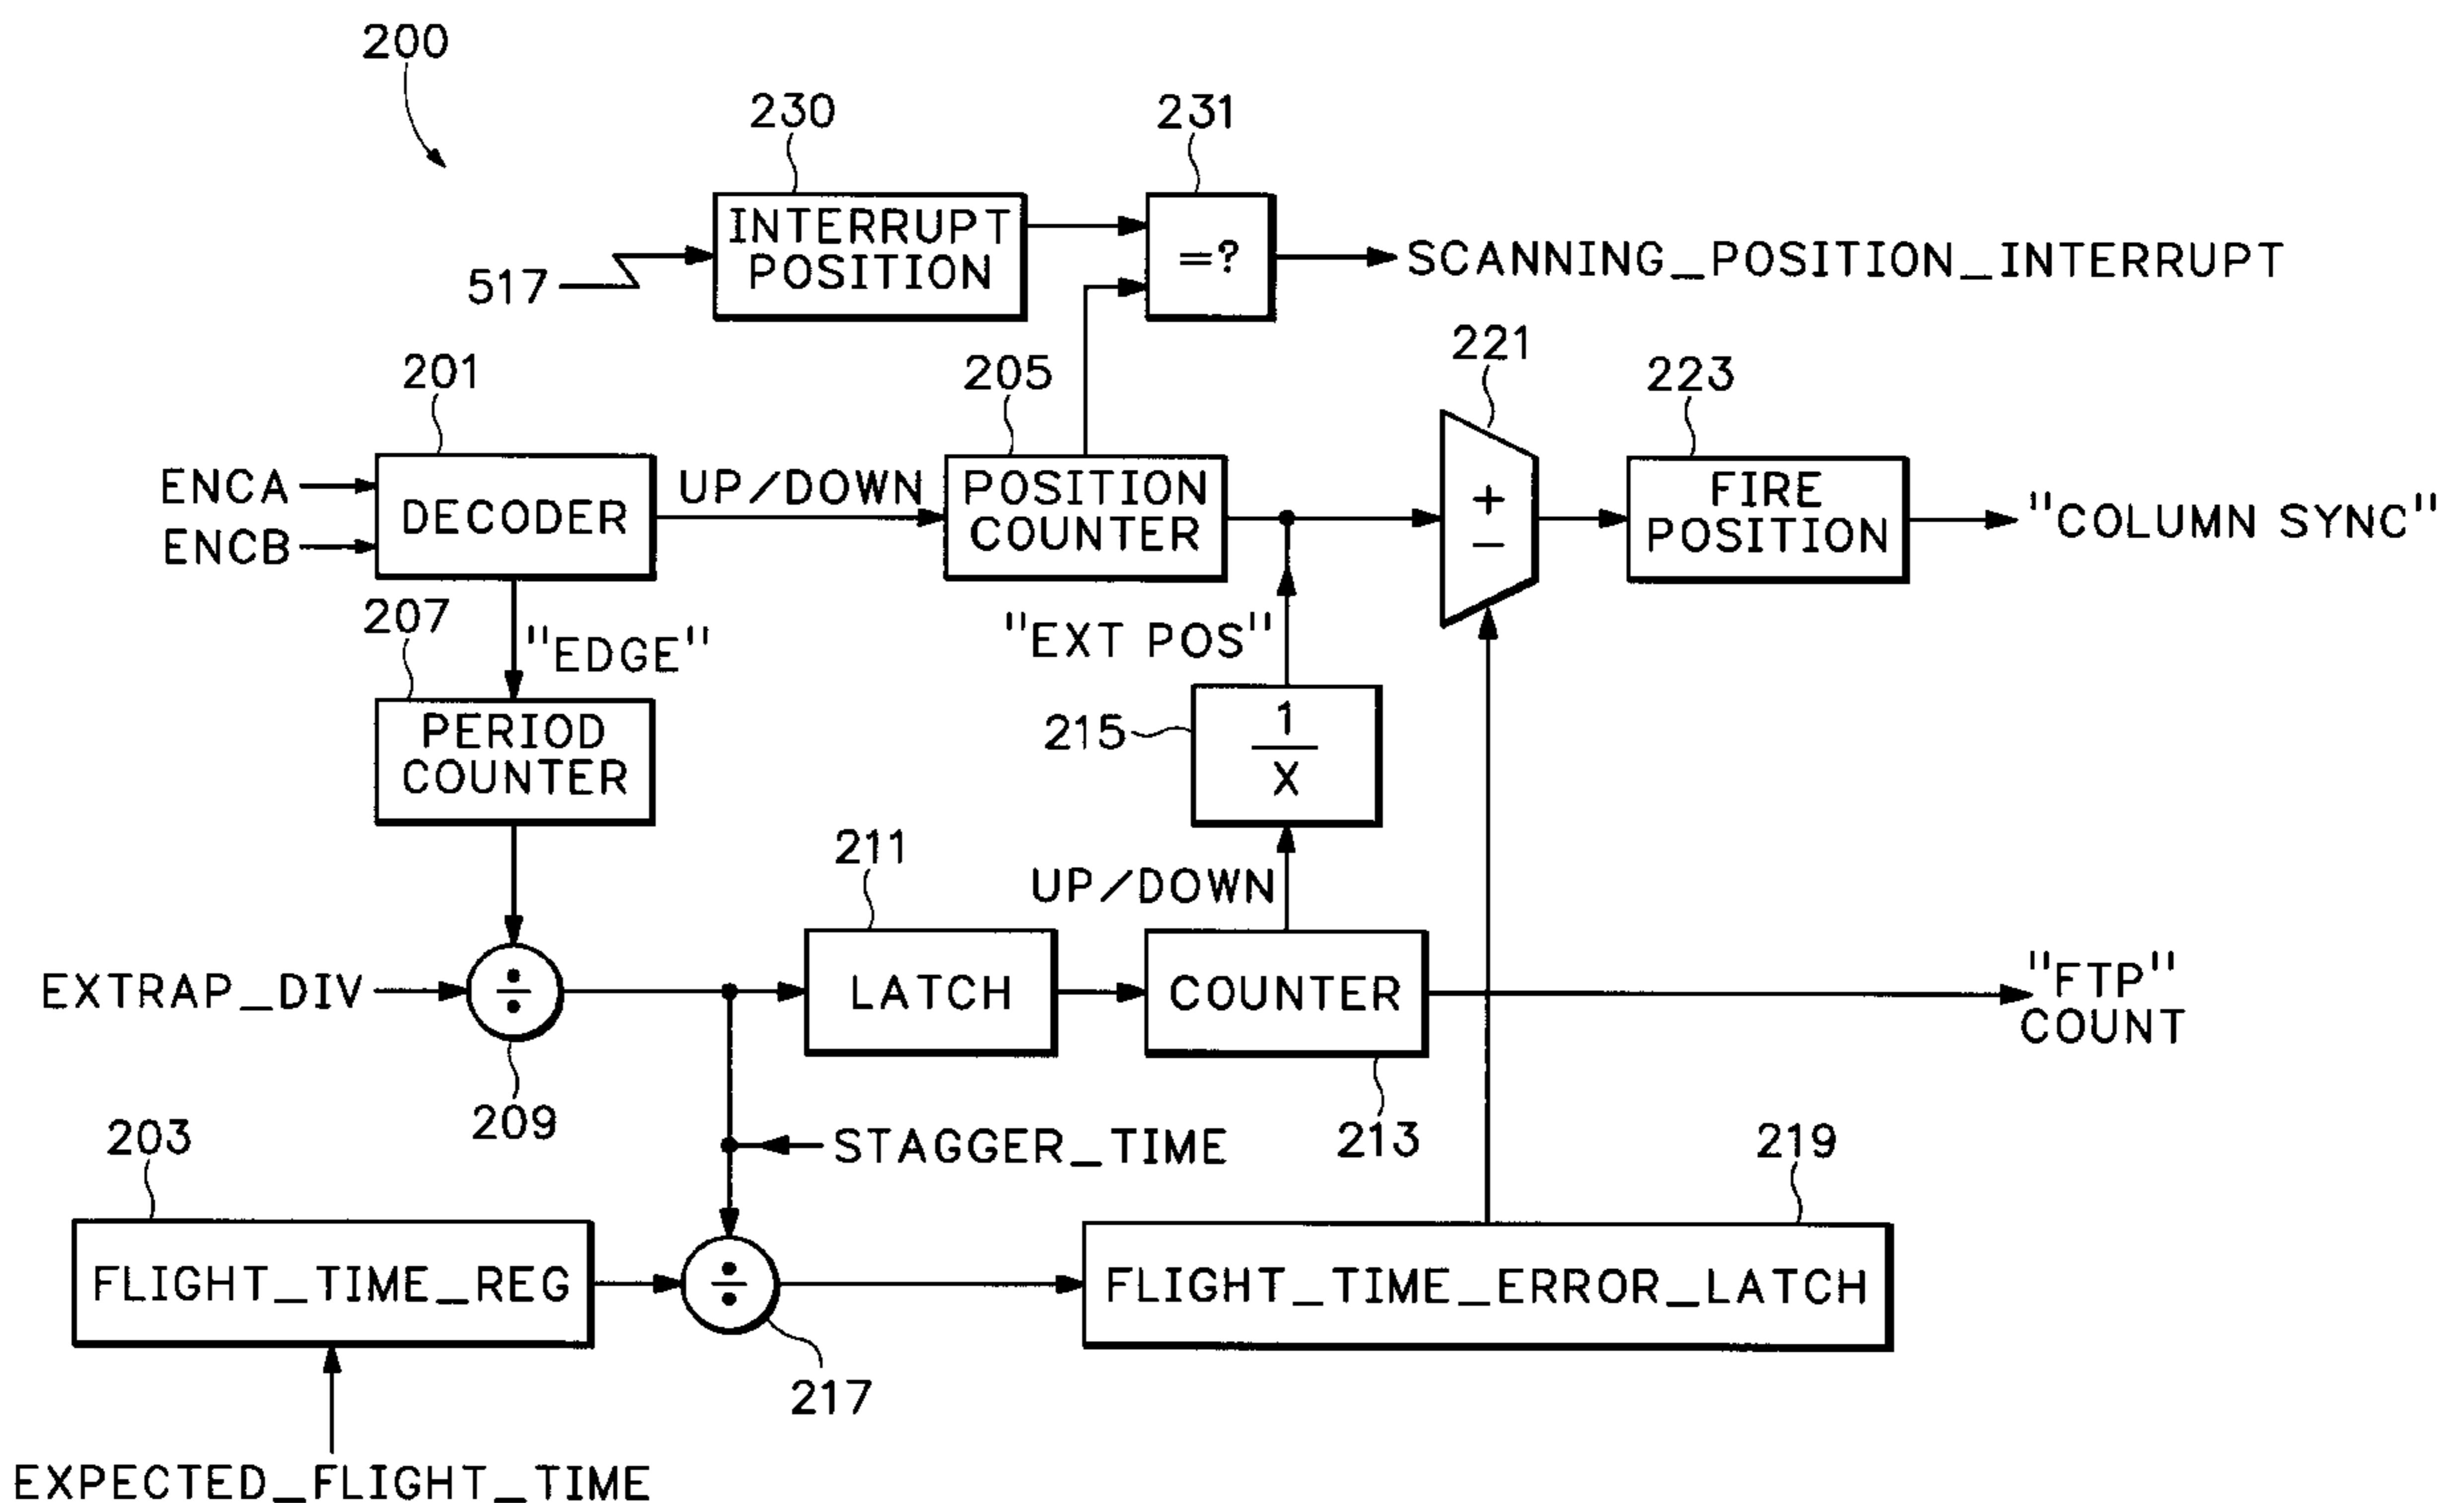 200
230
231
INTERRUPT
POSITION
=?
SCANNING_POSITION_INTERRUPT
517
221
201
205
223
ENCA
ENCB
DECODER
UP/DOWN
POSITION
COUNTER
+
−
FIRE
POSITION
"COLUMN SYNC"
207
"EDGE"
"EXT POS"
PERIOD
COUNTER
215
1
X
211
UP/DOWN
EXTRAP_DIV
÷
LATCH
COUNTER
"FTP"
COUNT
209
203
STAGGER_TIME
213
219
FLIGHT_TIME_REG
÷
FLIGHT_TIME_ERROR_LATCH
217
EXPECTED_FLIGHT_TIME